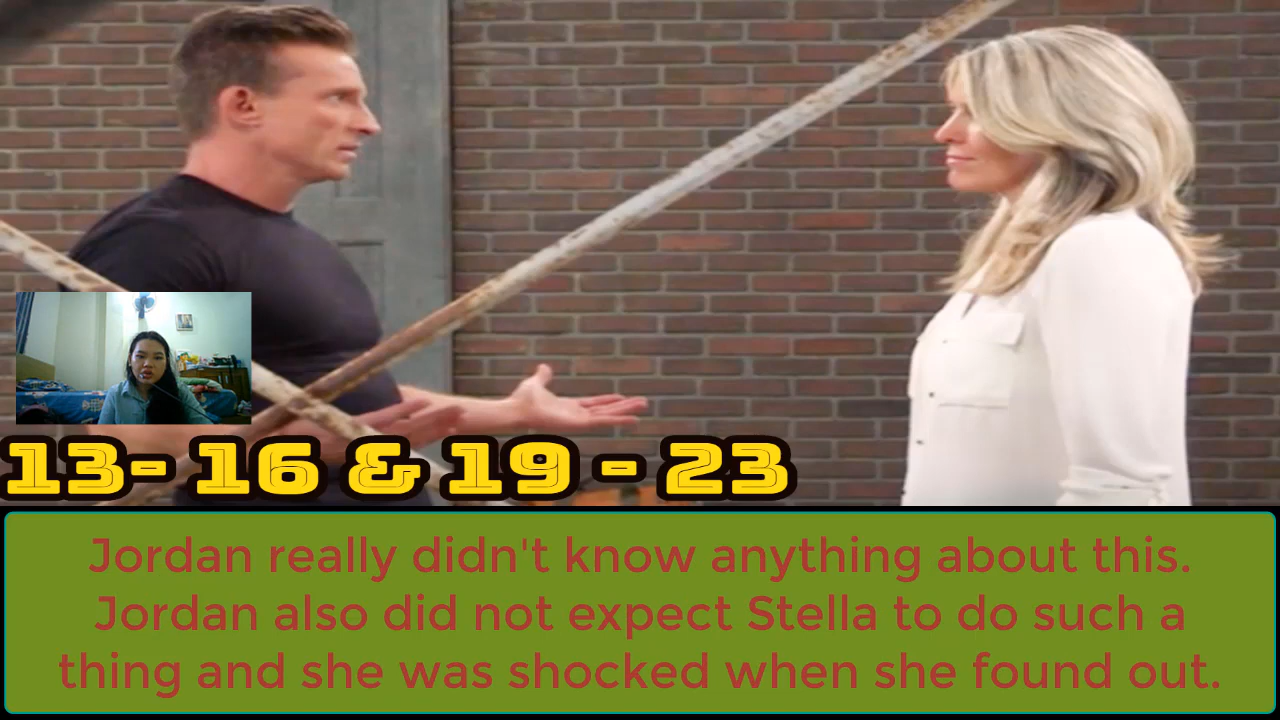 13- 16 & 19 - 23
Jordan really didn't know anything about this.
Jordan also did not expect Stella to do such a
thing and she was shocked when she found out.